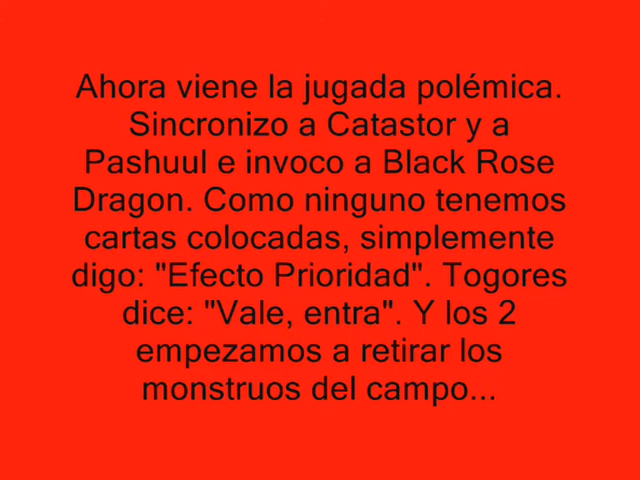 Ahora viene la jugada polémica.
Sincronizo a Catastor y a
Pashuul e invoco a Black Rose
Dragon. Como ninguno tenemos
cartas colocadas, simplemente
digo: "Efecto Prioridad". Togores
dice: "Vale, entra". Y los 2
empezamos a retirar los
monstruos del campo...